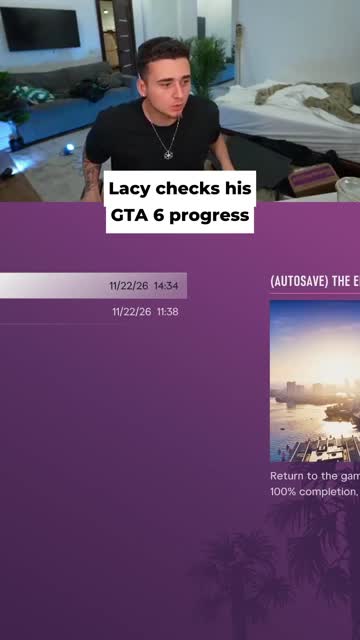 Lacy checks his
GTA 6 progress
11/22/26 14:34
(AUTOSAVE) THE E
11/22/26 11:38
Return to the gam
100% completion,